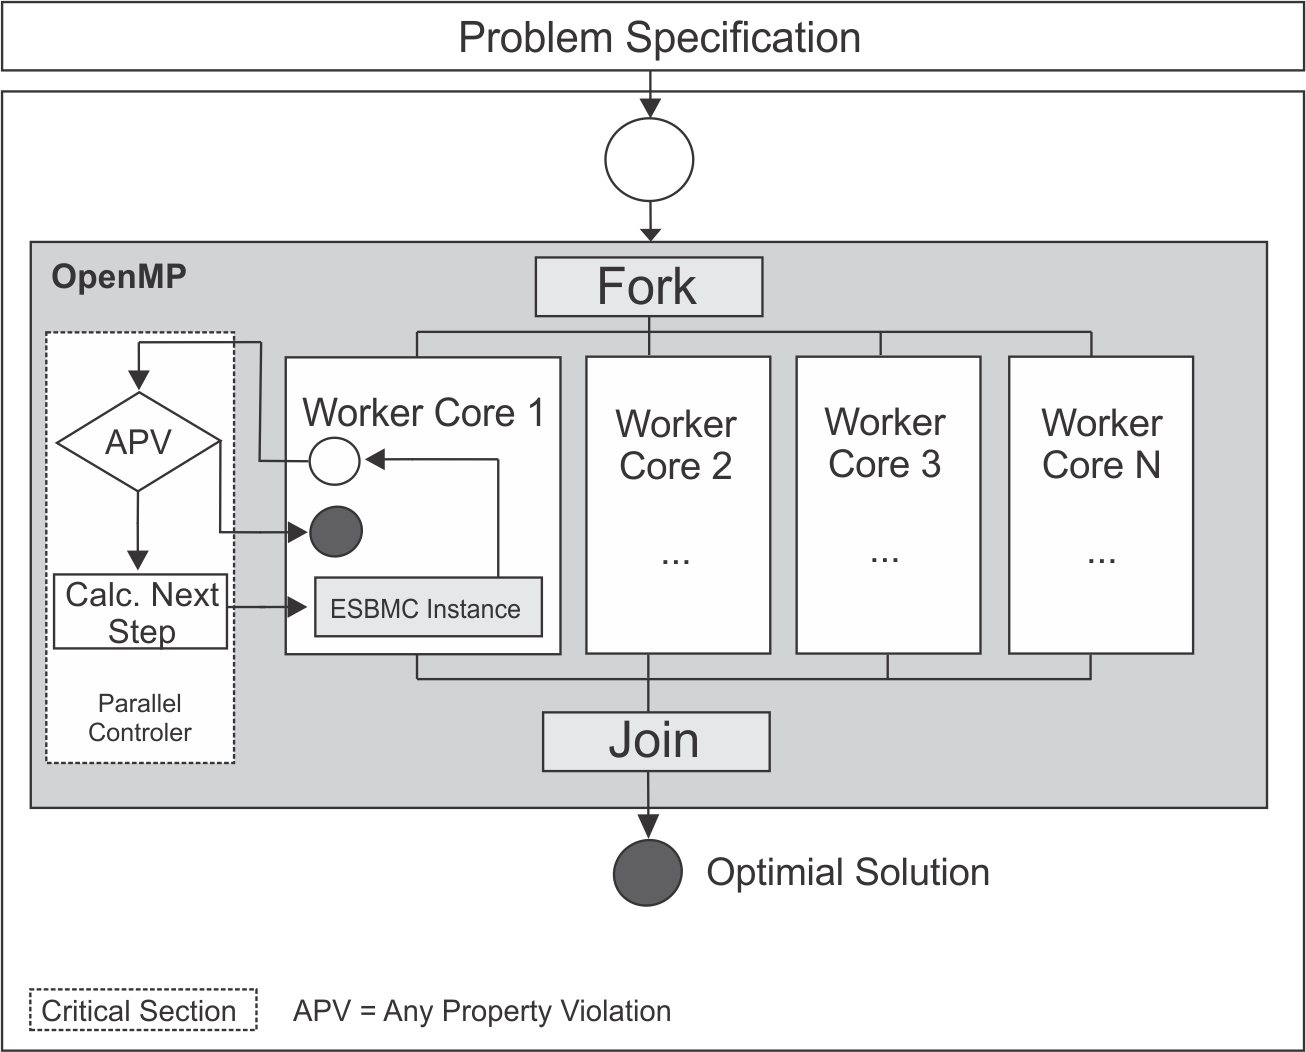 Problem Specification
OpenMP
Fork
APV
Calc. Next
Step
Parallel
Controler
Worker Core 1
ESBMC Instance
Worker
Core 2
...
Worker
Core 3
...
Worker
Core N
...
Join
Optimial Solution
Critical Section
APV = Any Property Violation